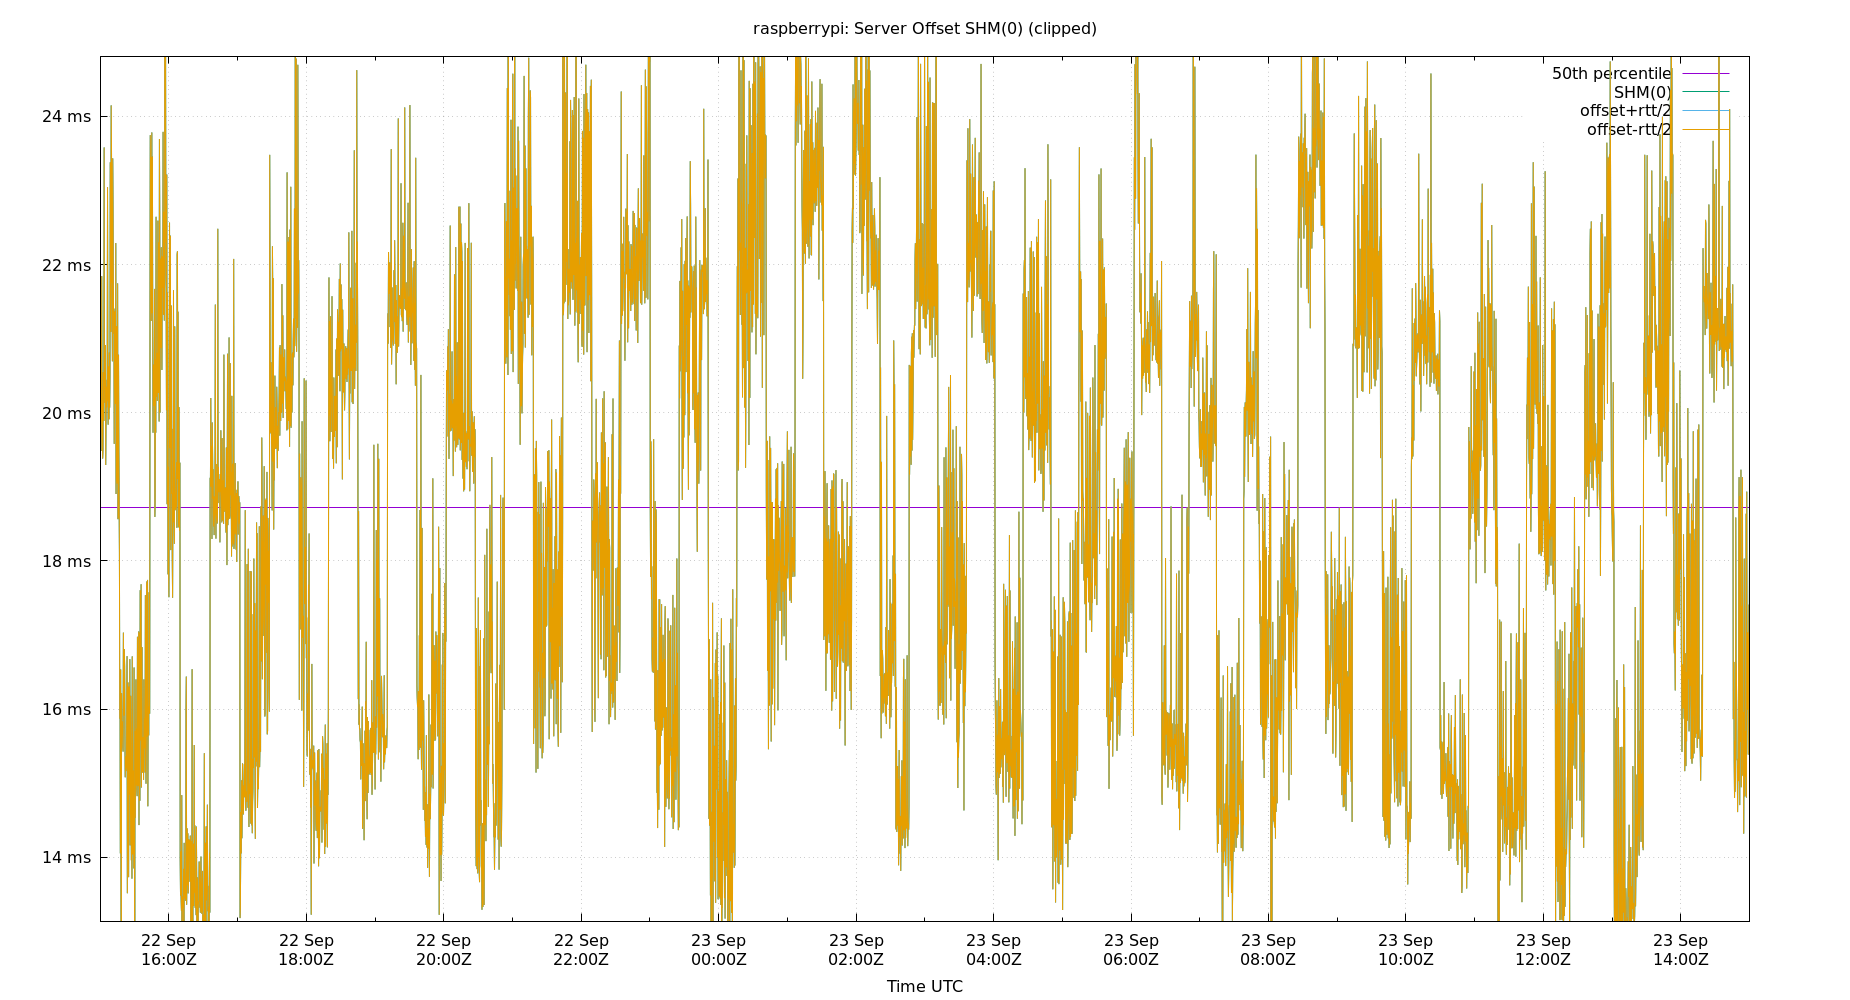 raspberrypi: Server Offset SHM(0) (clipped)
50th percentile
SHM(0)
offset+rtt/2
offset-rtt/2
24 ms
22 ms
20 ms
18 ms
16 ms
14 ms
22 Sep 22 Sep 22 Sep 22 Sep 23 Sep 23 Sep 23 Sep 23 Sep 23 Sep 23 Sep 23 Sep 23 Sep
16:00Z 18:00Z 20:00Z 22:00Z 00:00Z 02:00Z 04:00Z 06:00Z 08:00Z 10:00Z 12:00Z 14:00Z
Time UTC